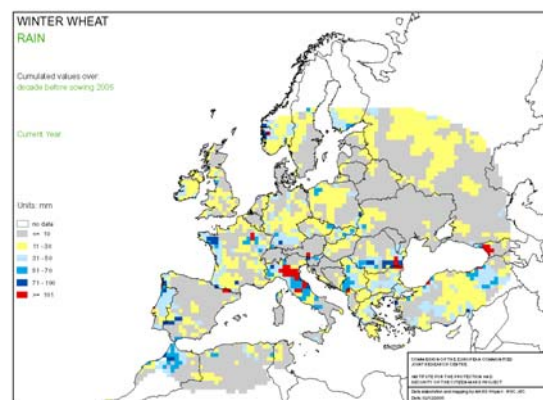 WINTER WHEAT
RAIN
Cumulated values over:
decade before sowing 2005
Current Year
Units: mm
no data
<= 10
11 - 30
31 - 50
51 - 70
71 - 100
>= 101
COMMISSION OF THE EUROPEAN COMMUNITIES
JOINT RESEARCH CENTRE
INSTITUTE FOR THE PROTECTION AND
SECURITY OF THE CITIZEN